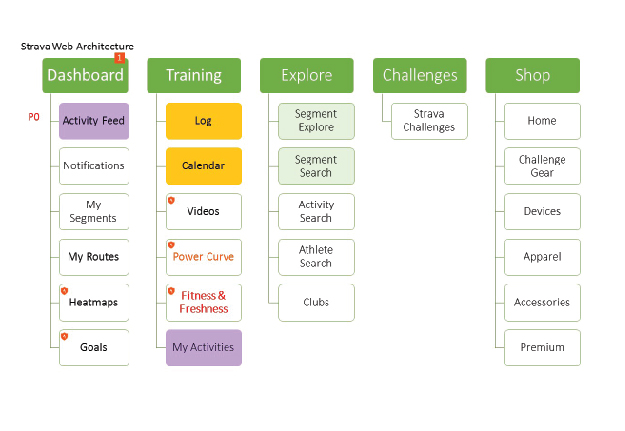 Strava Web Architecture
1
Dashboard
Training
Explore
Challenges
Shop
P0
Activity Feed
Log
Segment
Explore
Strava
Challenges
Home
Notifications
Calendar
Segment
Search
Challenge
Gear
My
Segments
Videos
Activity
Search
Devices
My Routes
Power Curve
Athlete
Search
Apparel
Heatmaps
Fitness &
Freshness
Clubs
Accessories
Goals
My Activities
Premium